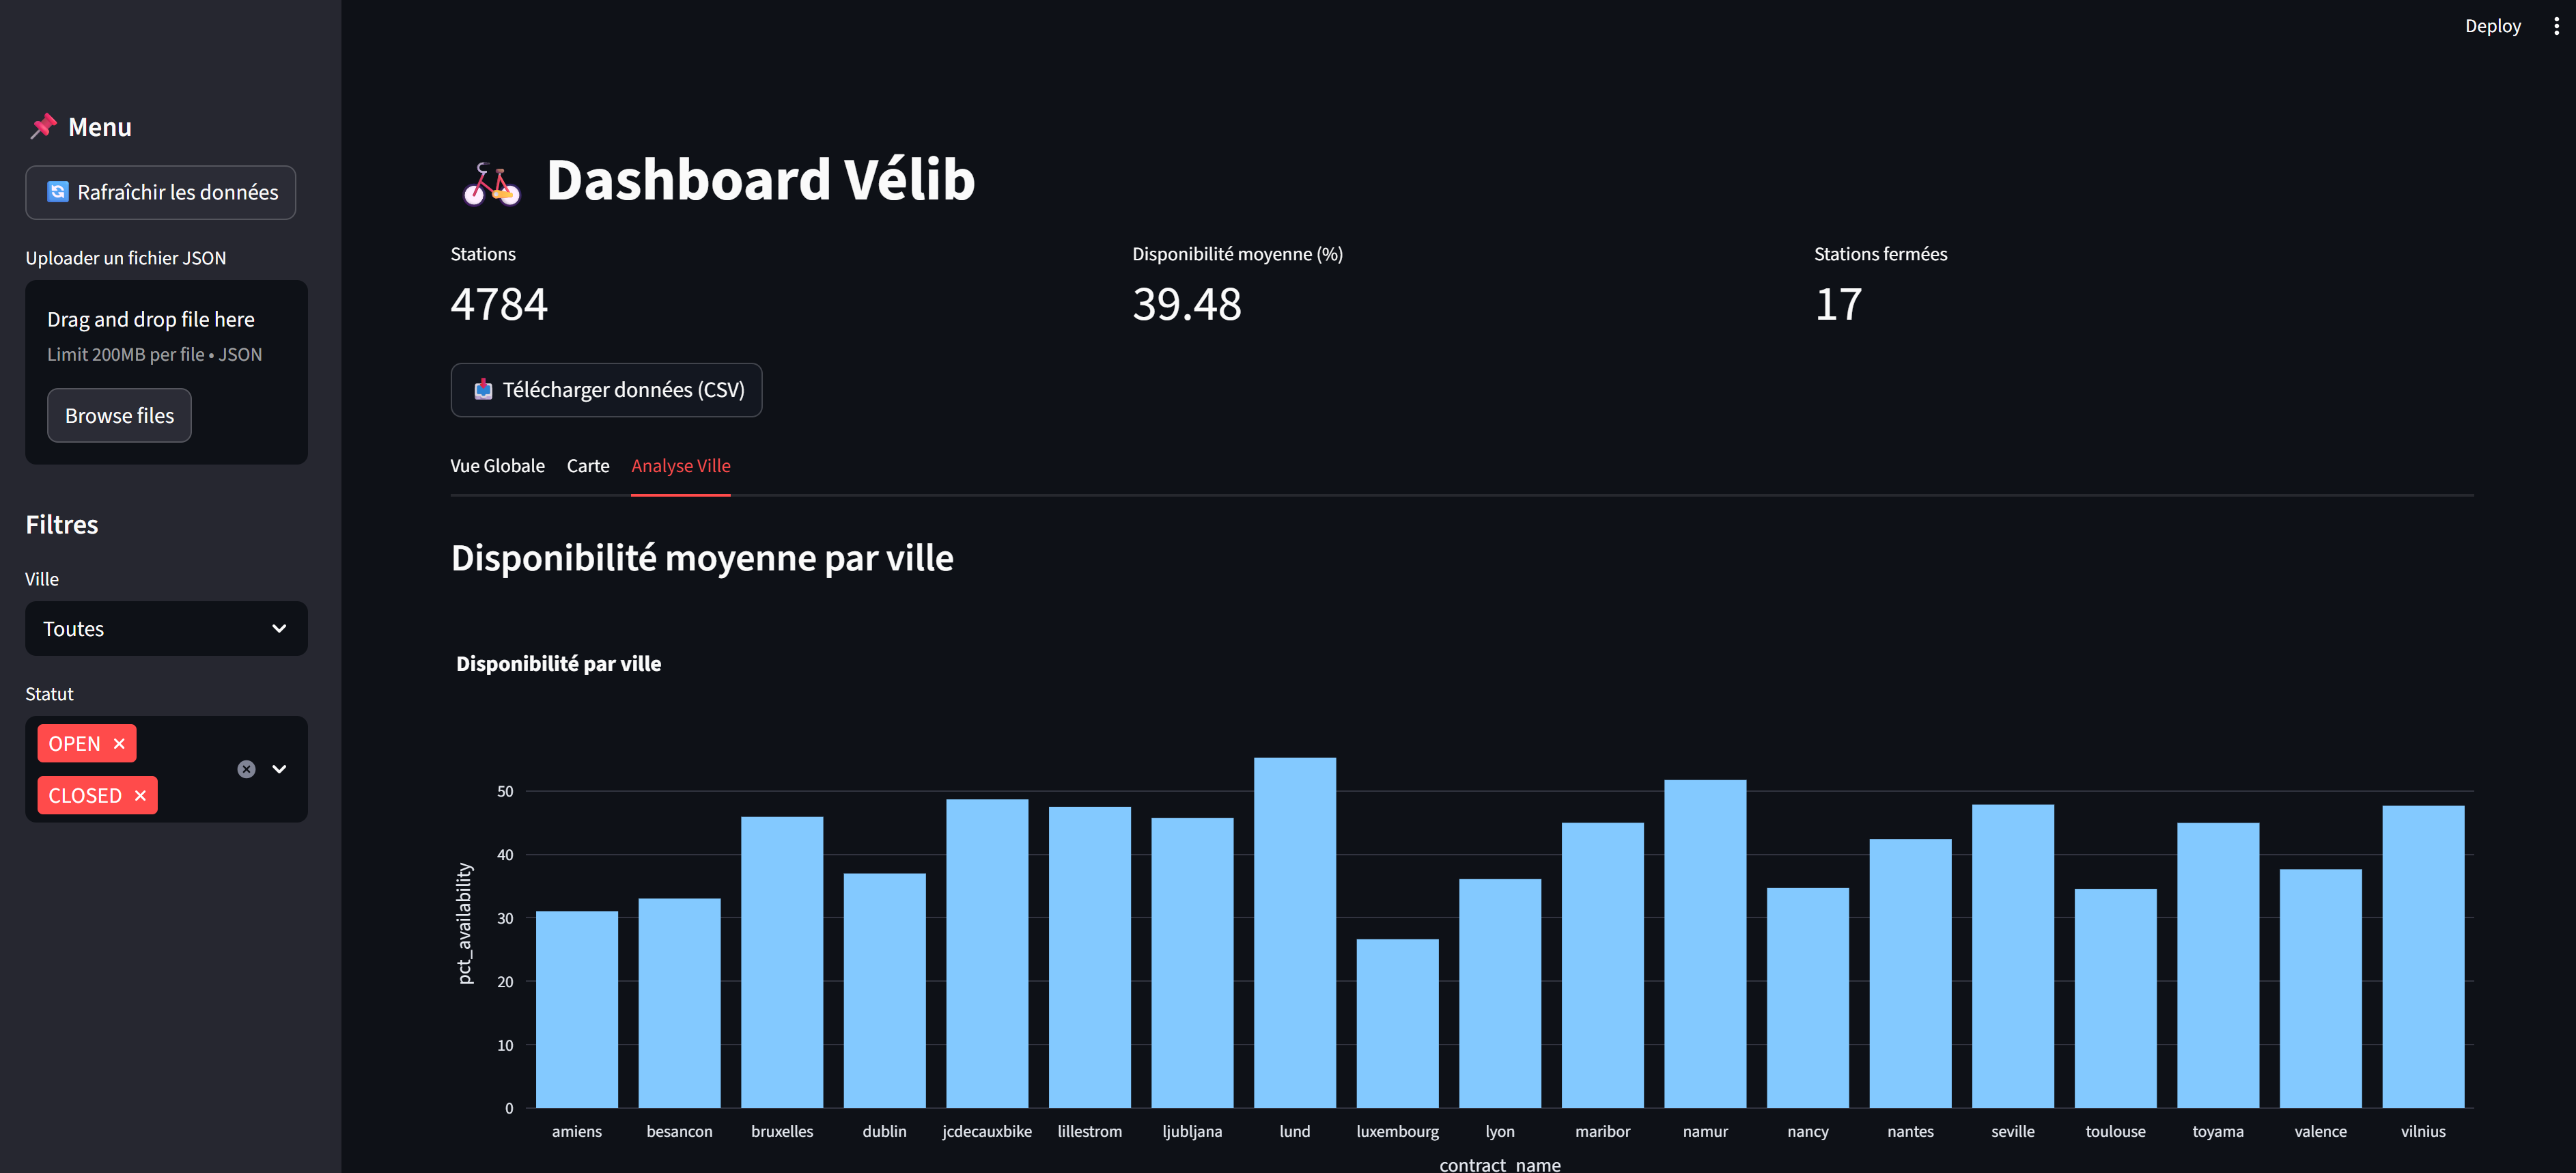 Deploy
Menu
Rafraîchir les données
Uploader un fichier JSON
Drag and drop file here
Limit 200MB per file • JSON
Browse files
Filtres
Ville
Toutes
Statut
OPEN ×
CLOSED ×
Dashboard Vélib
Stations
4784
Disponibilité moyenne (%)
39.48
Stations fermées
17
Télécharger données (CSV)
Vue Globale Carte Analyse Ville
Disponibilité moyenne par ville
Disponibilité par ville
pct_availability
50
40
30
20
10
0
amiens besancon bruxelles dublin jcdecauxbike lillestrom ljubljana lund luxembourg lyon maribor namur nancy nantes seville toulouse toyama valence vilnius
contract_name